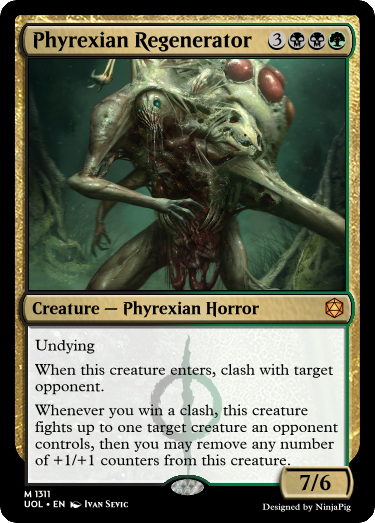 Phyrexian Regenerator 3
Creature — Phyrexian Horror
Undying
When this creature enters, clash with target
opponent.
Whenever you win a clash, this creature
fights up to one target creature an opponent
controls, then you may remove any number
of +1/+1 counters from this creature.
7/6
M 1311
UOL • EN Ivan Sevic
Designed by NinjaPig